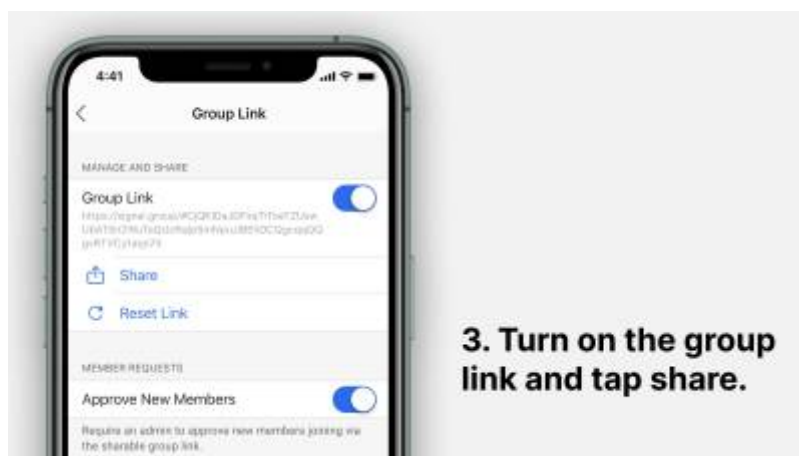 4:41
Group Link
MANAGE AND SHARE
Group Link
Share
Reset Link
MEMBER REQUESTS
Approve New Members
Require an admin to approve new members joining via
the sharable group link.
3. Turn on the group
link and tap share.